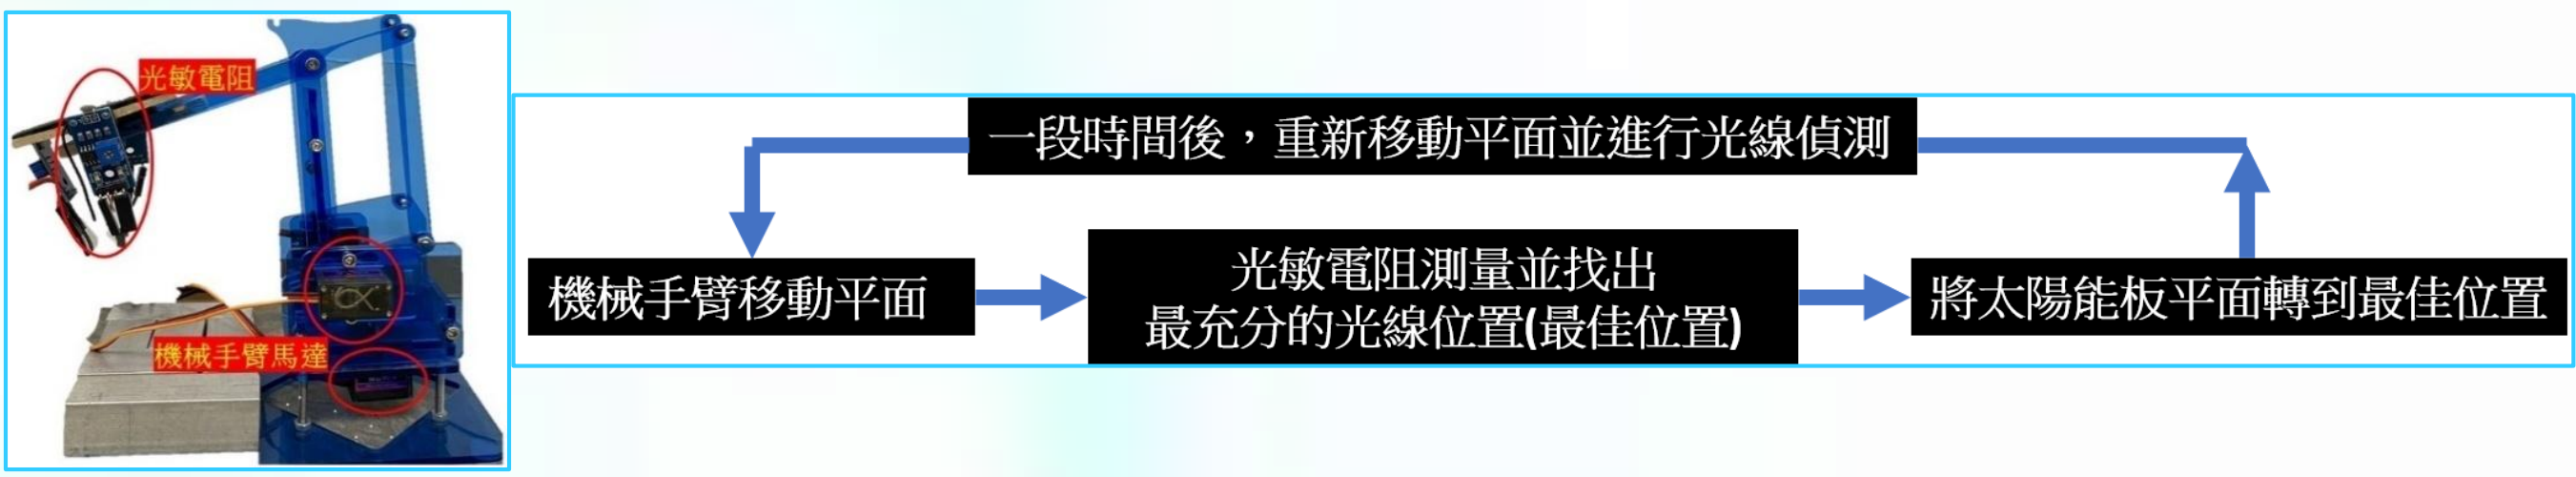 光敏電阻
機械手臂馬達
一段時間後，重新移動平面並進行光線偵測
機械手臂移動平面
光敏電阻測量並找出
最充分的光線位置(最佳位置)
將太陽能板平面轉到最佳位置